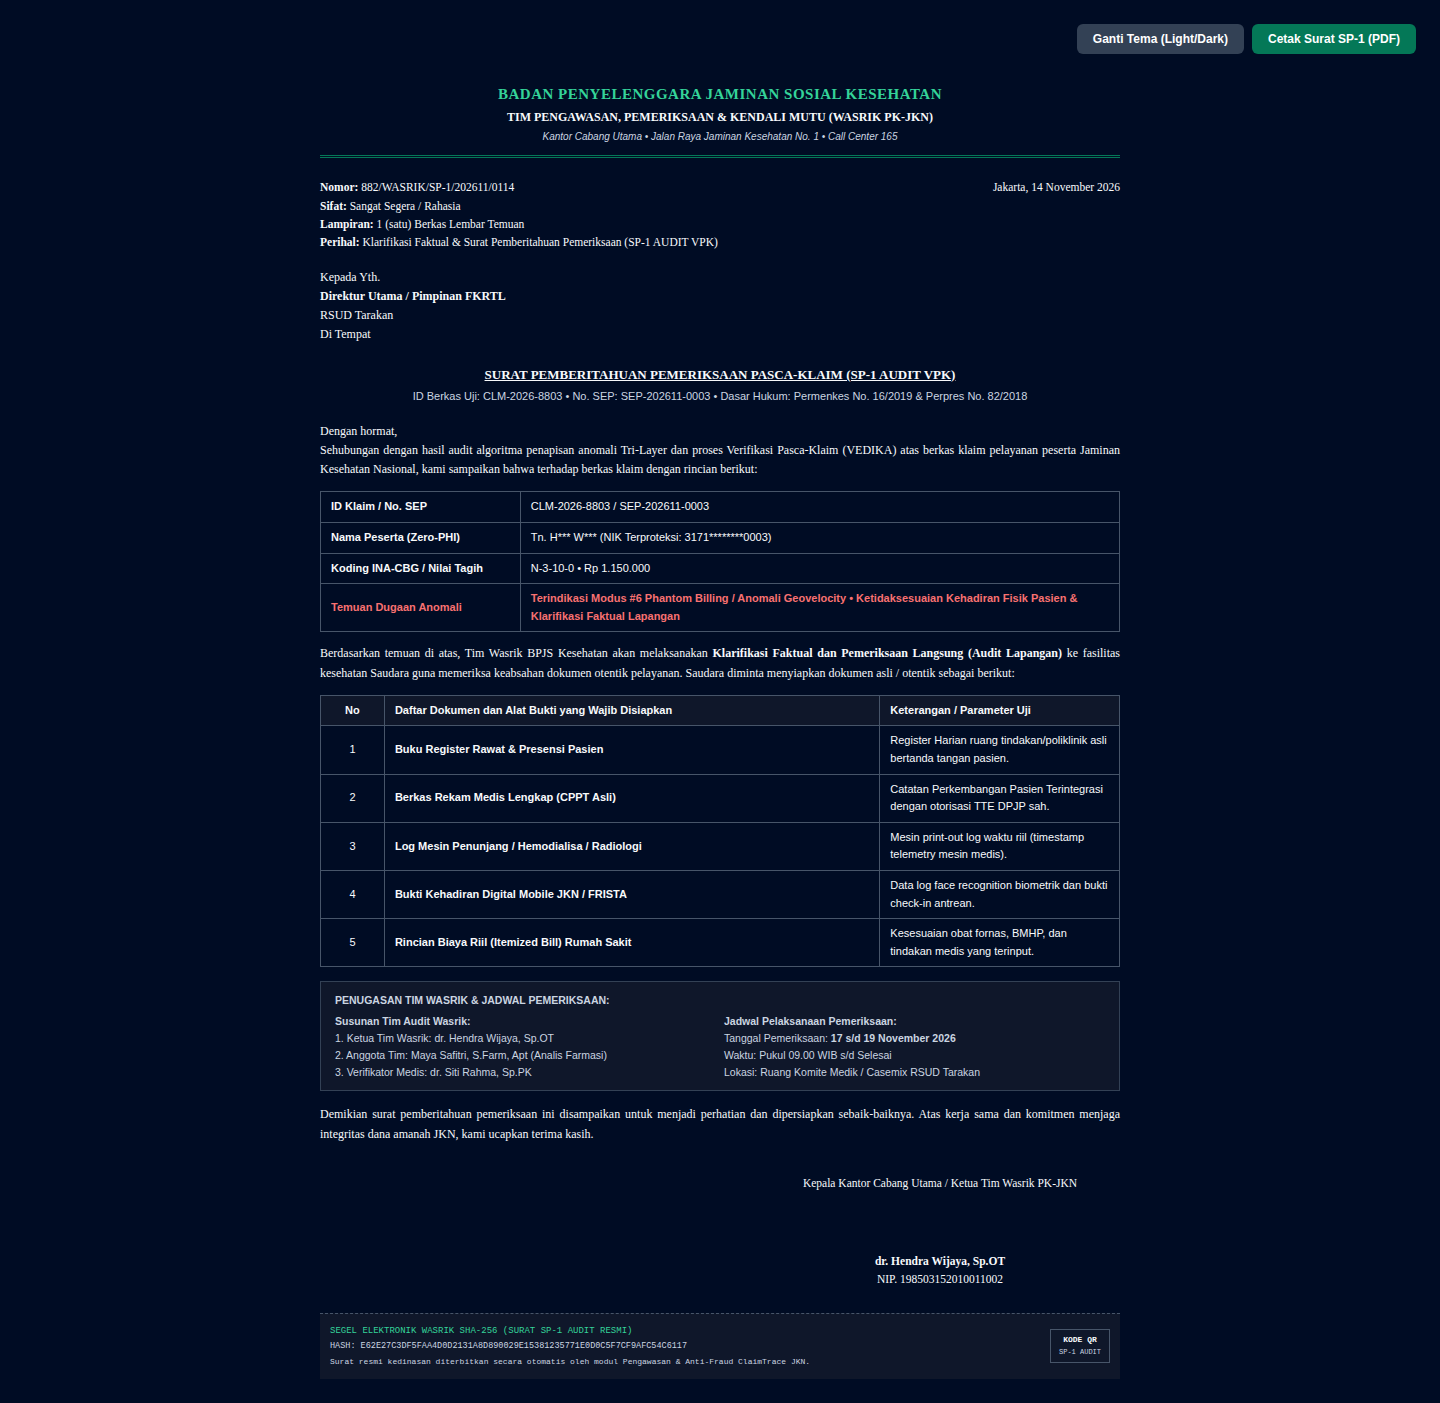 Ganti Tema (Light/Dark)
Cetak Surat SP-1 (PDF)
BADAN PENYELENGGARA JAMINAN SOSIAL KESEHATAN
TIM PENGAWASAN, PEMERIKSAAN & KENDALI MUTU (WASRIK PK-JKN)
Kantor Cabang Utama • Jalan Raya Jaminan Kesehatan No. 1 • Call Center 165
Nomor: 882/WASRIK/SP-1/202611/0114
Jakarta, 14 November 2026
Sifat: Sangat Segera / Rahasia
Lampiran: 1 (satu) Berkas Lembar Temuan
Perihal: Klarifikasi Faktual & Surat Pemberitahuan Pemeriksaan (SP-1 AUDIT VPK)
Kepada Yth.
Direktur Utama / Pimpinan FKRTL
RSUD Tarakan
Di Tempat
SURAT PEMBERITAHUAN PEMERIKSAAN PASCA-KLAIM (SP-1 AUDIT VPK)
ID Berkas Uji: CLM-2026-8803 • No. SEP: SEP-202611-0003 • Dasar Hukum: Permenkes No. 16/2019 & Perpres No. 82/2018
Dengan hormat,
Sehubungan dengan hasil audit algoritma penapisan anomali Tri-Layer dan proses Verifikasi Pasca-Klaim (VEDIKA) atas berkas klaim pelayanan peserta Jaminan
Kesehatan Nasional, kami sampaikan bahwa terhadap berkas klaim dengan rincian berikut:
ID Klaim / No. SEP
CLM-2026-8803 / SEP-202611-0003
Nama Peserta (Zero-PHI)
Tn. H*** W*** (NIK Terproteksi: 3171********0003)
Koding INA-CBG / Nilai Tagih
N-3-10-0 • Rp 1.150.000
Temuan Dugaan Anomali
Terindikasi Modus #6 Phantom Billing / Anomali Geovelocity • Ketidaksesuaian Kehadiran Fisik Pasien &
Klarifikasi Faktual Lapangan
Berdasarkan temuan di atas, Tim Wasrik BPJS Kesehatan akan melaksanakan Klarifikasi Faktual dan Pemeriksaan Langsung (Audit Lapangan) ke fasilitas
kesehatan Saudara guna memeriksa keabsahan dokumen otentik pelayanan. Saudara diminta menyiapkan dokumen asli / otentik sebagai berikut:
No
Daftar Dokumen dan Alat Bukti yang Wajib Disiapkan
Keterangan / Parameter Uji
1
Buku Register Rawat & Presensi Pasien
Register Harian ruang tindakan/poliklinik asli
bertanda tangan pasien.
2
Berkas Rekam Medis Lengkap (CPPT Asli)
Catatan Perkembangan Pasien Terintegrasi
dengan otorisasi TTE DPJP sah.
3
Log Mesin Penunjang / Hemodialisa / Radiologi
Mesin print-out log waktu riil (timestamp
telemetry mesin medis).
4
Bukti Kehadiran Digital Mobile JKN / FRISTA
Data log face recognition biometrik dan bukti
check-in antrean.
5
Rincian Biaya Riil (Itemized Bill) Rumah Sakit
Kesesuaian obat fornas, BMHP, dan
tindakan medis yang terinput.
PENUGASAN TIM WASRIK & JADWAL PEMERIKSAAN:
Susunan Tim Audit Wasrik:
1. Ketua Tim Wasrik: dr. Hendra Wijaya, Sp.OT
2. Anggota Tim: Maya Safitri, S.Farm, Apt (Analis Farmasi)
3. Verifikator Medis: dr. Siti Rahma, Sp.PK
Jadwal Pelaksanaan Pemeriksaan:
Tanggal Pemeriksaan: 17 s/d 19 November 2026
Waktu: Pukul 09.00 WIB s/d Selesai
Lokasi: Ruang Komite Medik / Casemix RSUD Tarakan
Demikian surat pemberitahuan pemeriksaan ini disampaikan untuk menjadi perhatian dan dipersiapkan sebaik-baiknya. Atas kerja sama dan komitmen menjaga
integritas dana amanah JKN, kami ucapkan terima kasih.
Kepala Kantor Cabang Utama / Ketua Tim Wasrik PK-JKN
dr. Hendra Wijaya, Sp.OT
NIP. 198503152010011002
SEGEL ELEKTRONIK WASRIK SHA-256 (SURAT SP-1 AUDIT RESMI)
HASH: E62E27C3DF5FAA4D0D2131A8D890029E15381235771E0D0C5F7CF9AFC54C6117
Surat resmi kedinasan diterbitkan secara otomatis oleh modul Pengawasan & Anti-Fraud ClaimTrace JKN.
KODE QR
SP-1 AUDIT